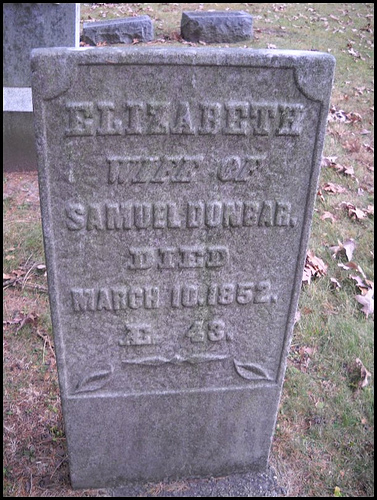 ELIZABETH
WIFE OF
SAMUEL DUNBAR.
DIED
MARCH 10, 1852.
Æ. 43.